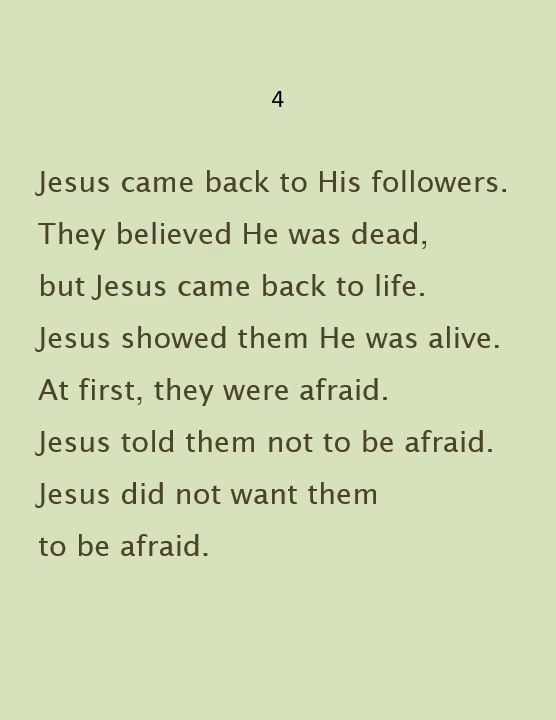 4
Jesus came back to His followers.
They believed He was dead,
but Jesus came back to life.
Jesus showed them He was alive.
At first, they were afraid.
Jesus told them not to be afraid.
Jesus did not want them
to be afraid.